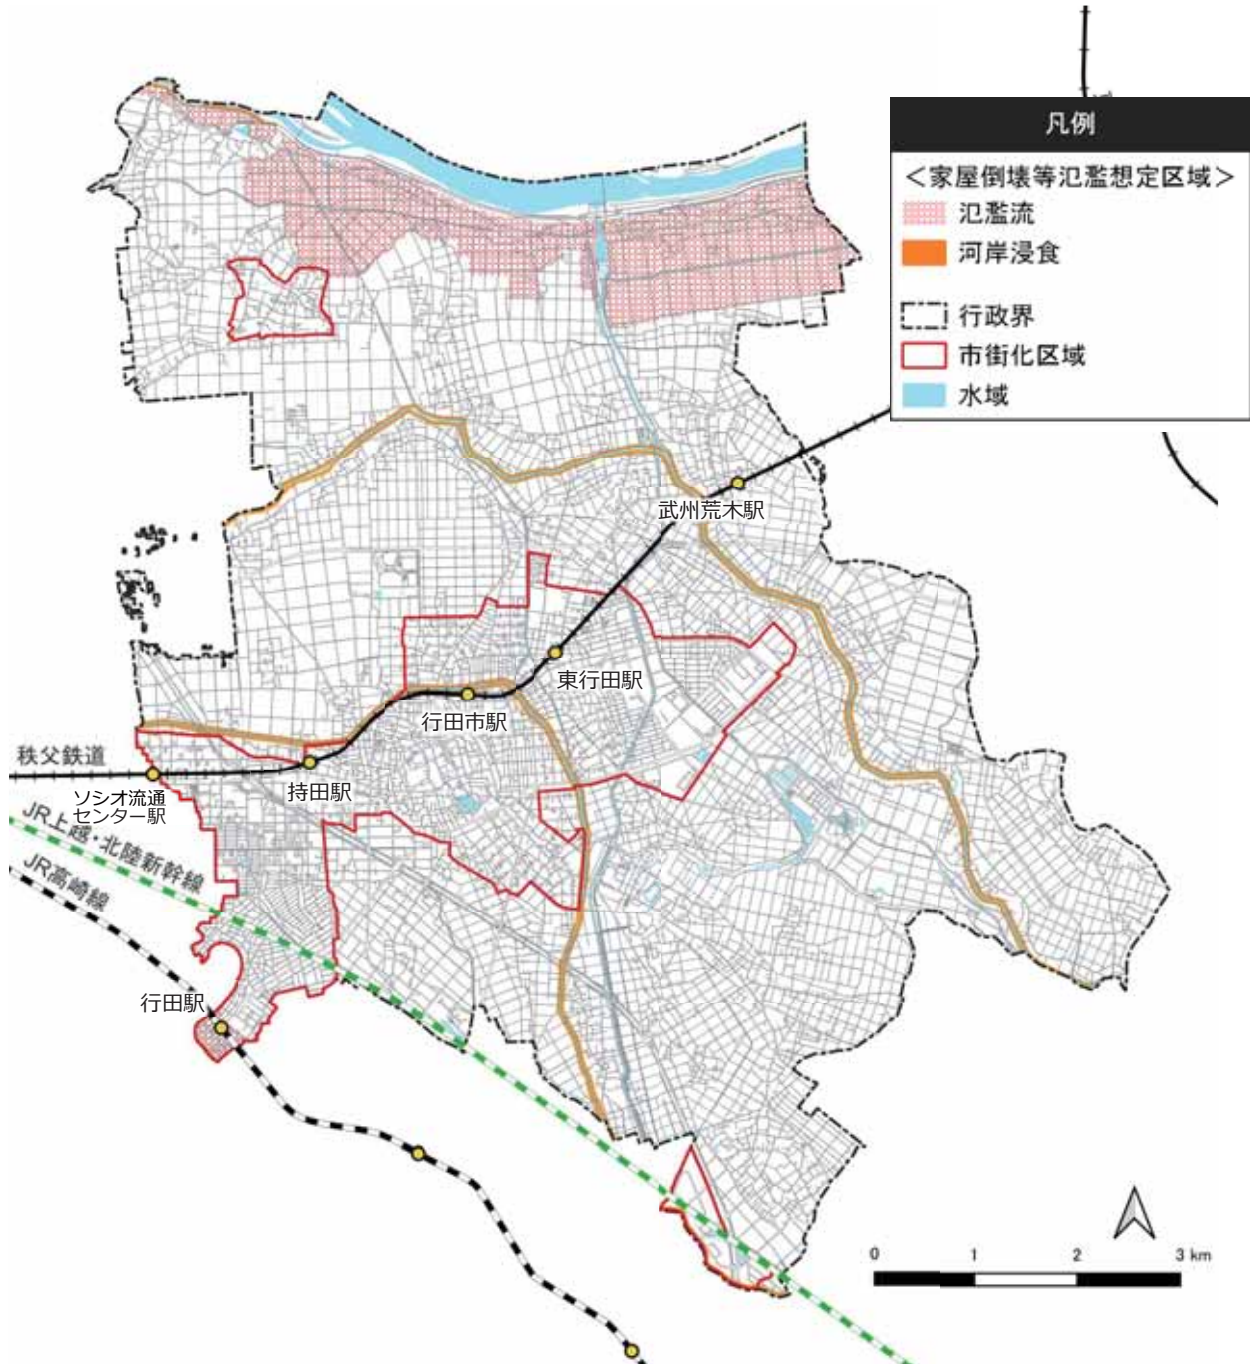 凡例
<家屋倒壊等氾濫想定区域>
氾濫流
河岸浸食
行政界
市街化区域
水域
武州荒木駅
東行田駅
行田市駅
秩父鉄道
持田駅
ソシオ流通
センター駅
JR上越・北陸新幹線
JR高崎線
行田駅
0 1 2 3 km